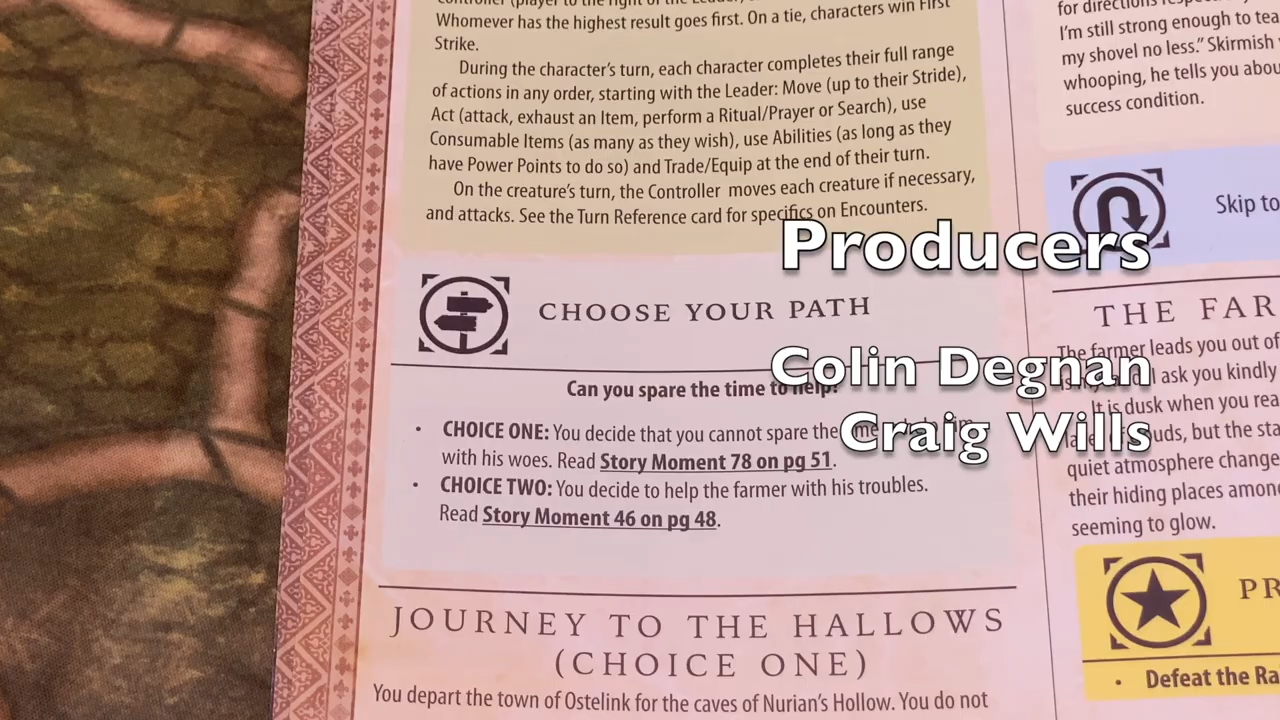 Controller (player to the right of the Leader,
Whomever has the highest result goes first. On a tie, characters win First
Strike.
During the character's turn, each character completes their full range
of actions in any order, starting with the Leader: Move (up to their Stride),
Act (attack, exhaust an Item, perform a Ritual/Prayer or Search), use
Consumable Items (as many as they wish), use Abilities (as long as they
have Power Points to do so) and Trade/Equip at the end of their turn.
On the creature's turn, the Controller moves each creature if necessary,
and attacks. See the Turn Reference card for specifics on Encounters.
CHOOSE YOUR PATH
Can you spare the time to help?
• CHOICE ONE: You decide that you cannot spare the
with his woes. Read Story Moment 78 on pg 51.
• CHOICE TWO: You decide to help the farmer with his troubles.
Read Story Moment 46 on pg 48.
JOURNEY TO THE HALLOWS
(CHOICE ONE)
You depart the town of Ostelink for the caves of Nurian's Hollow. You do not
for directions
I'm still strong enough to tea
my shovel no less." Skirmish
whooping, he tells you abou
success condition.
Skip to
THE FAR
The farmer leads you out of
ask you kindly
It is dusk when you rea
but the sta
quiet atmosphere change
their hiding places among
seeming to glow.
PR
• Defeat the Ra
Producers
Colin Degnan
Craig Wills